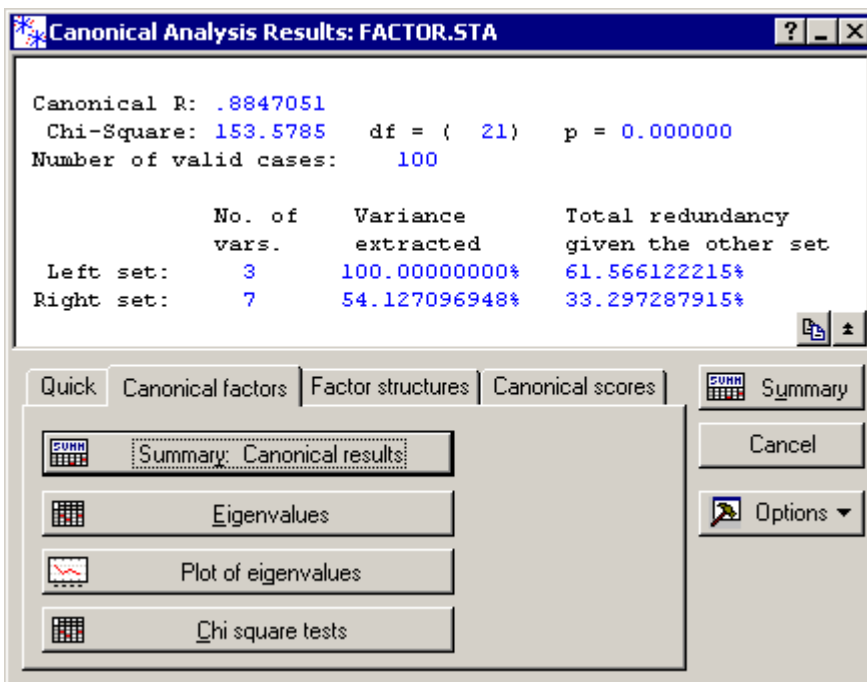 Canonical Analysis Results: FACTOR.STA
Canonical R: .8847051
Chi-Square: 153.5785 df = ( 21) p = 0.000000
Number of valid cases: 100
No. of Variance Total redundancy
vars. extracted given the other set
Left set: 3 100.00000000% 61.566122215%
Right set: 7 54.127096948% 33.297287915%
Quick Canonical factors Factor structures Canonical scores
SUMM Summary: Canonical results
Eigenvalues
Plot of eigenvalues
Chi square tests
SUMM Summary
Cancel
Options